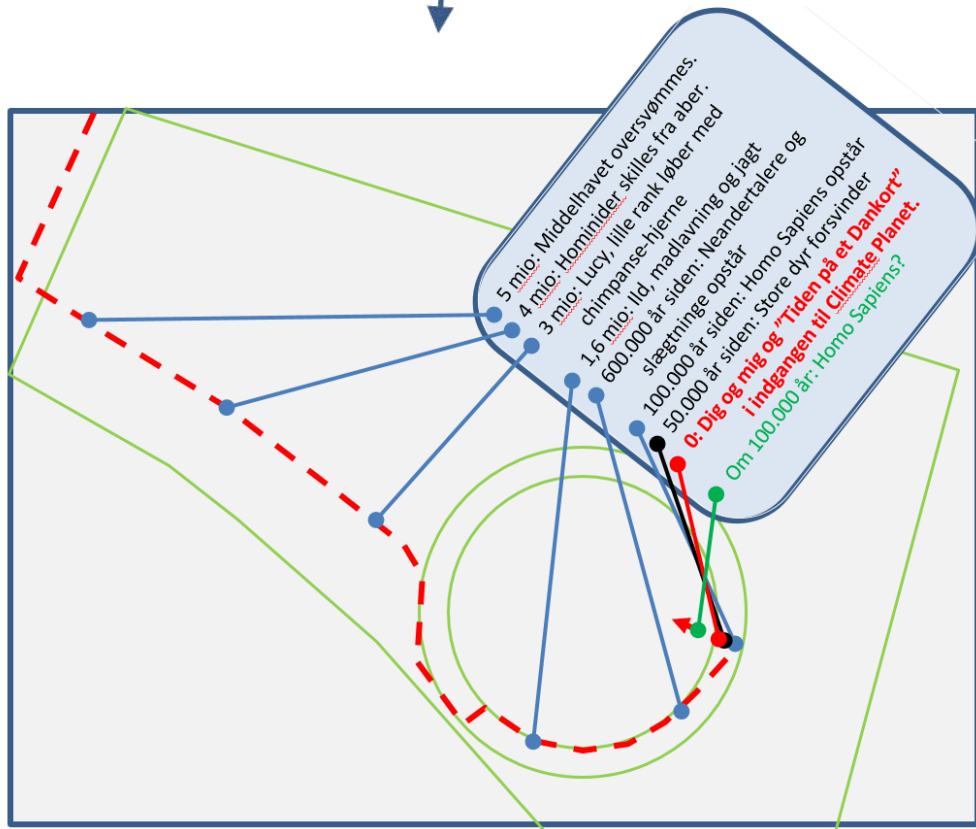 5 mio: Middelhavet oversvømmes.
4 mio: Hominider skilles fra aber.
3 mio: Lucy, lille rank løber med
chimpanse-hjerne
1,6 mio: Ild, madlavning og jagt
600.000 år siden: Neandertalere og
slægtninge opstår
100.000 år siden: Homo Sapiens opstår
50.000 år siden: Store dyr forsvinder
0: Dig og mig og ”Tiden på et Dankort”
i indgangen til Climate Planet.
Om 100.000 år: Homo Sapiens?